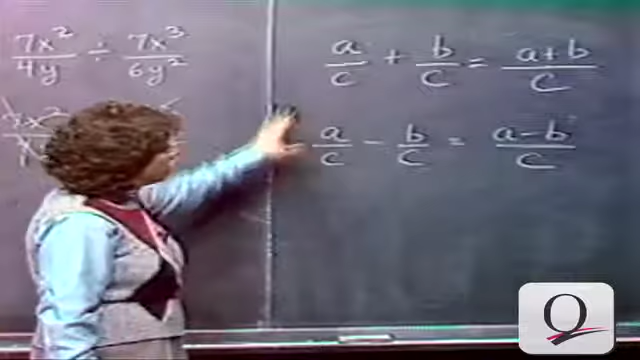 7x²/4y ÷ 7x³/6y²
a/c + b/c = a+b/c
a/c − b/c = a−b/c
Q